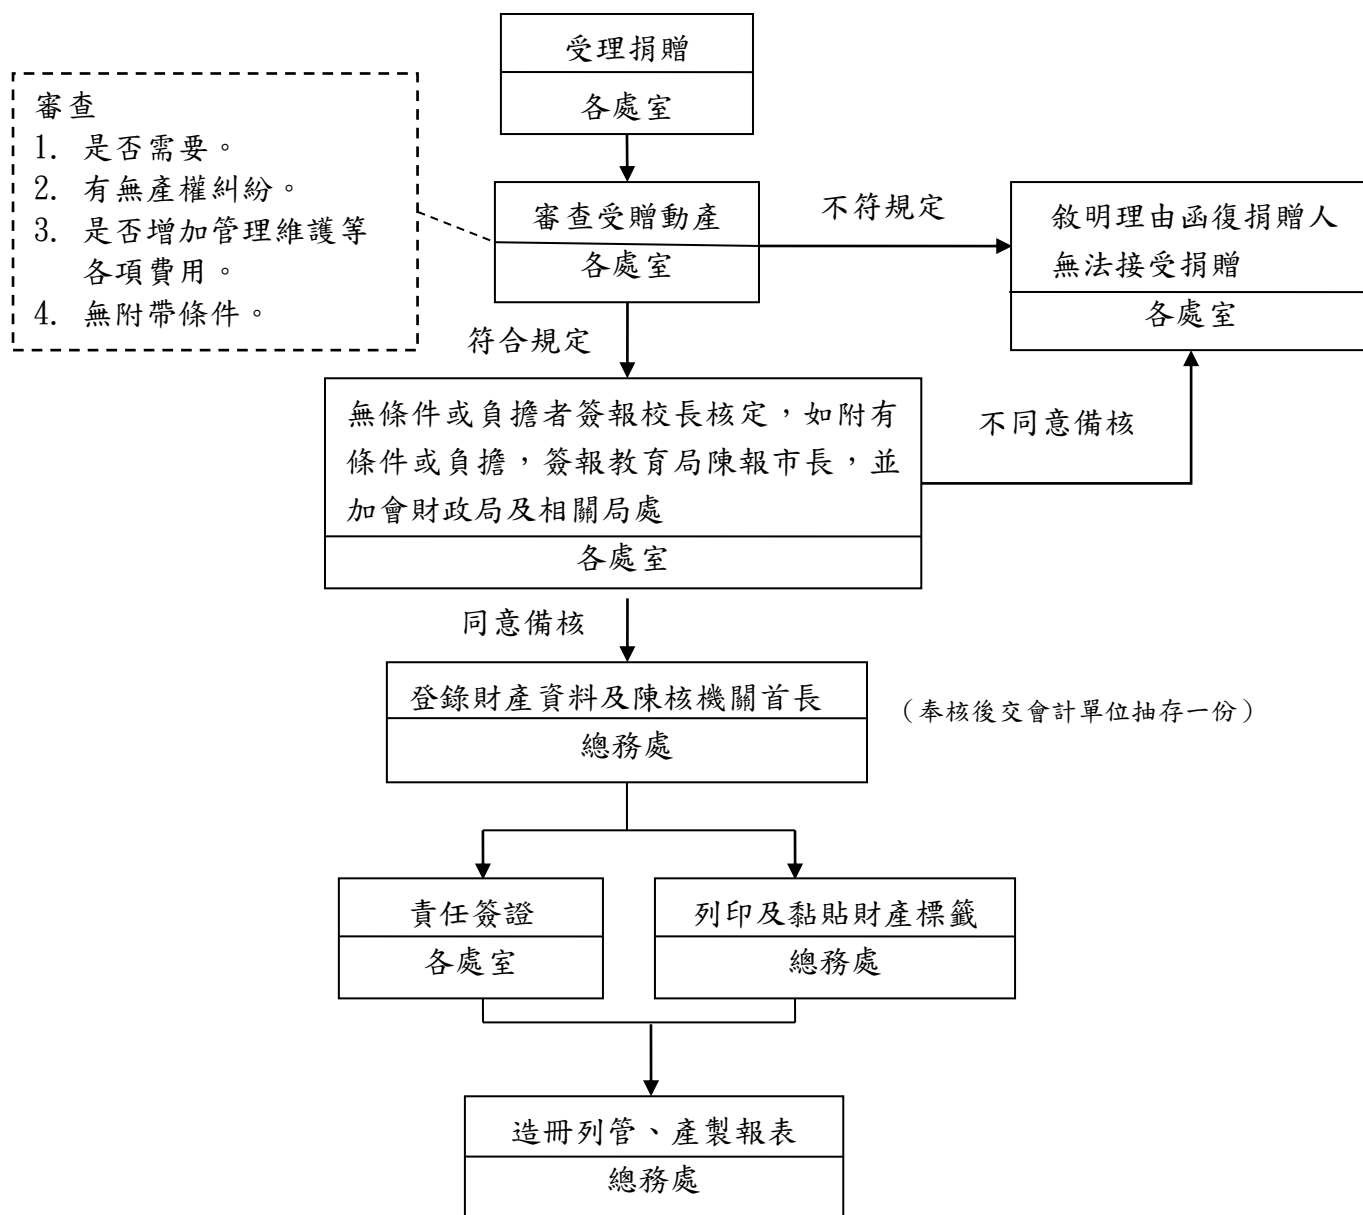 受理捐贈
各處室
審查
1. 是否需要。
2. 有無產權糾紛。
3. 是否增加管理維護等
各項費用。
4. 無附帶條件。
審查受贈動產
各處室
不符規定
敘明理由函復捐贈人
無法接受捐贈
各處室
符合規定
無條件或負擔者簽報校長核定，如附有
條件或負擔，簽報教育局陳報市長，並
加會財政局及相關局處
各處室
不同意備核
同意備核
登錄財產資料及陳核機關首長
總務處
（奉核後交會計單位抽存一份）
責任簽證
各處室
列印及黏貼財產標籤
總務處
造冊列管、產製報表
總務處